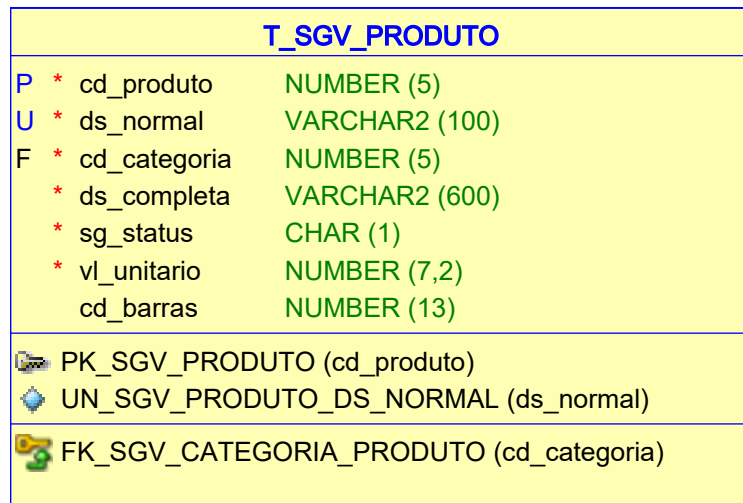 T_SGV_PRODUTO
P * cd_produto NUMBER (5)
U * ds_normal VARCHAR2 (100)
F * cd_categoria NUMBER (5)
* ds_completa VARCHAR2 (600)
* sg_status CHAR (1)
* vl_unitario NUMBER (7,2)
cd_barras NUMBER (13)
PK_SGV_PRODUTO (cd_produto)
UN_SGV_PRODUTO_DS_NORMAL (ds_normal)
FK_SGV_CATEGORIA_PRODUTO (cd_categoria)